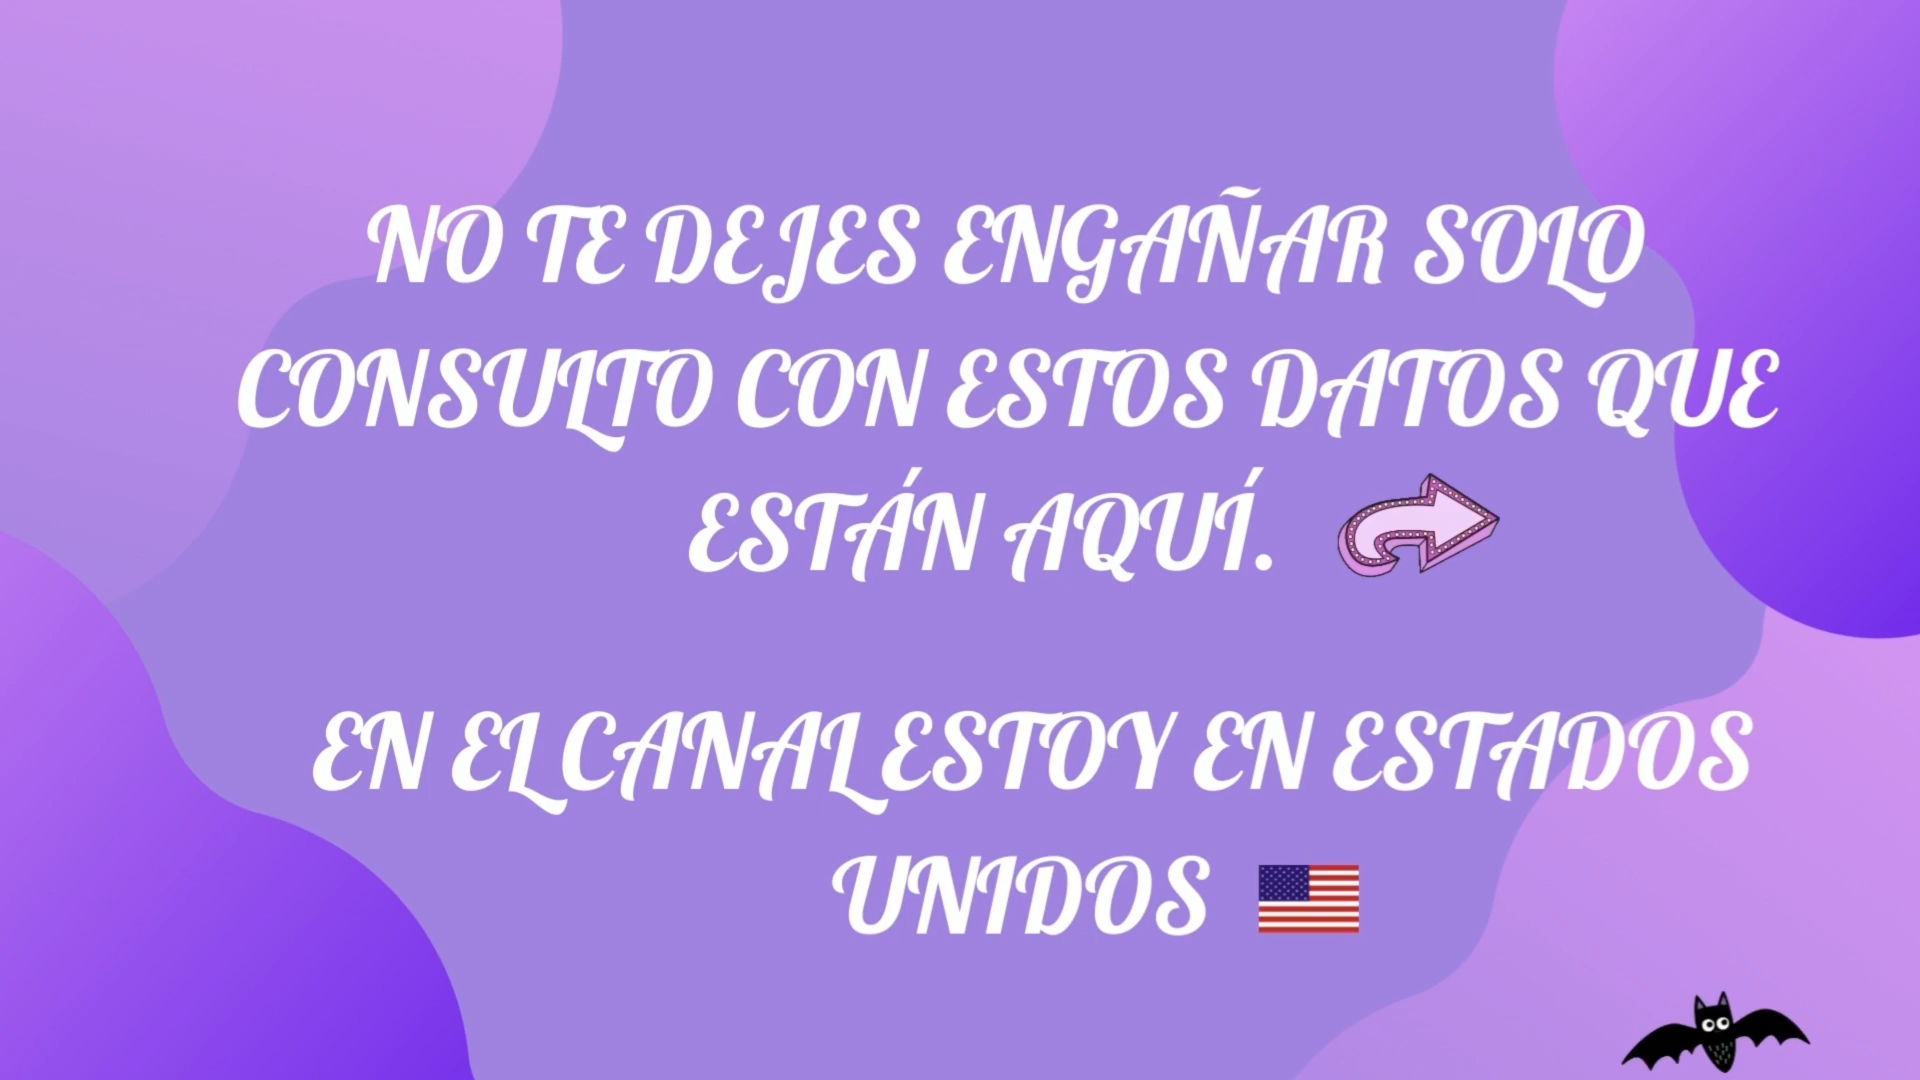 NO TE DEJES ENGAÑAR SOLO
CONSULTO CON ESTOS DATOS QUE
ESTÁN AQUÍ.
EN EL CANAL ESTOY EN ESTADOS
UNIDOS